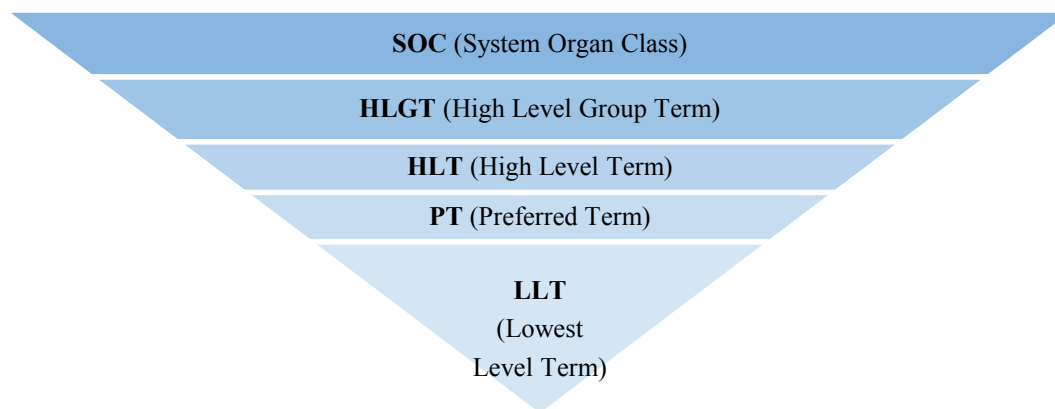 SOC (System Organ Class)
HLGT (High Level Group Term)
HLT (High Level Term)
PT (Preferred Term)
LLT
(Lowest
Level Term)